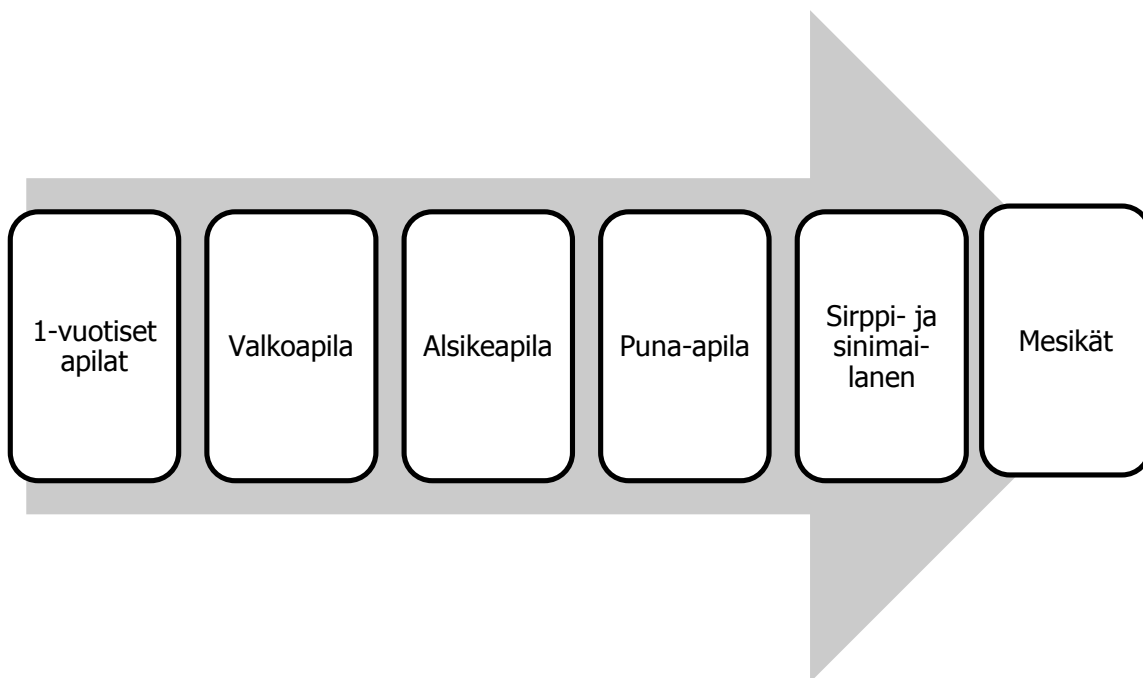 1-vuotiset
apilat
Valkoapila
Alsikeapila
Puna-apila
Sirppi- ja
sinimai-
lanen
Mesikät